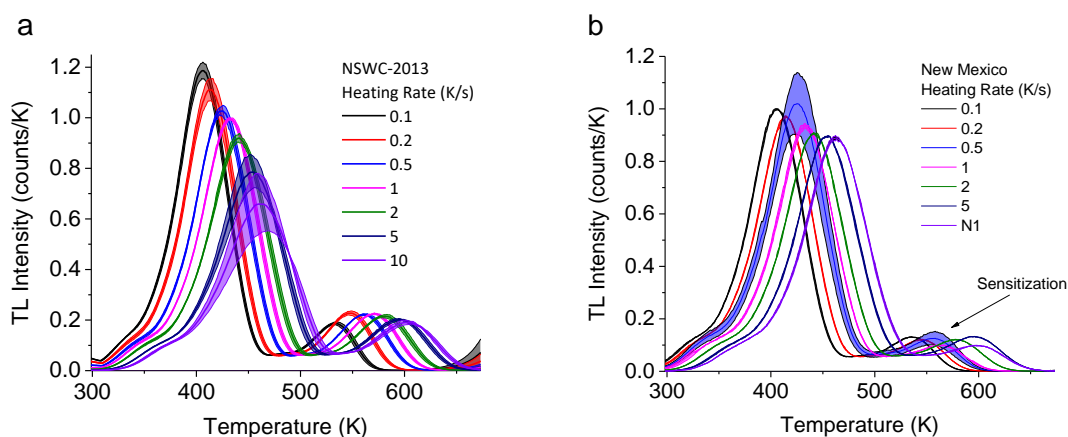 a
NSWC-2013
Heating Rate (K/s)
0.1
0.2
0.5
1
2
5
10
TL Intensity (counts/K)
1.2
1.0
0.8
0.6
0.4
0.2
0.0
300
400
500
600
Temperature (K)
b
New Mexico
Heating Rate (K/s)
0.1
0.2
0.5
1
2
5
N1
Sensitization
TL Intensity (counts/K)
1.2
1.0
0.8
0.6
0.4
0.2
0.0
300
400
500
600
Temperature (K)